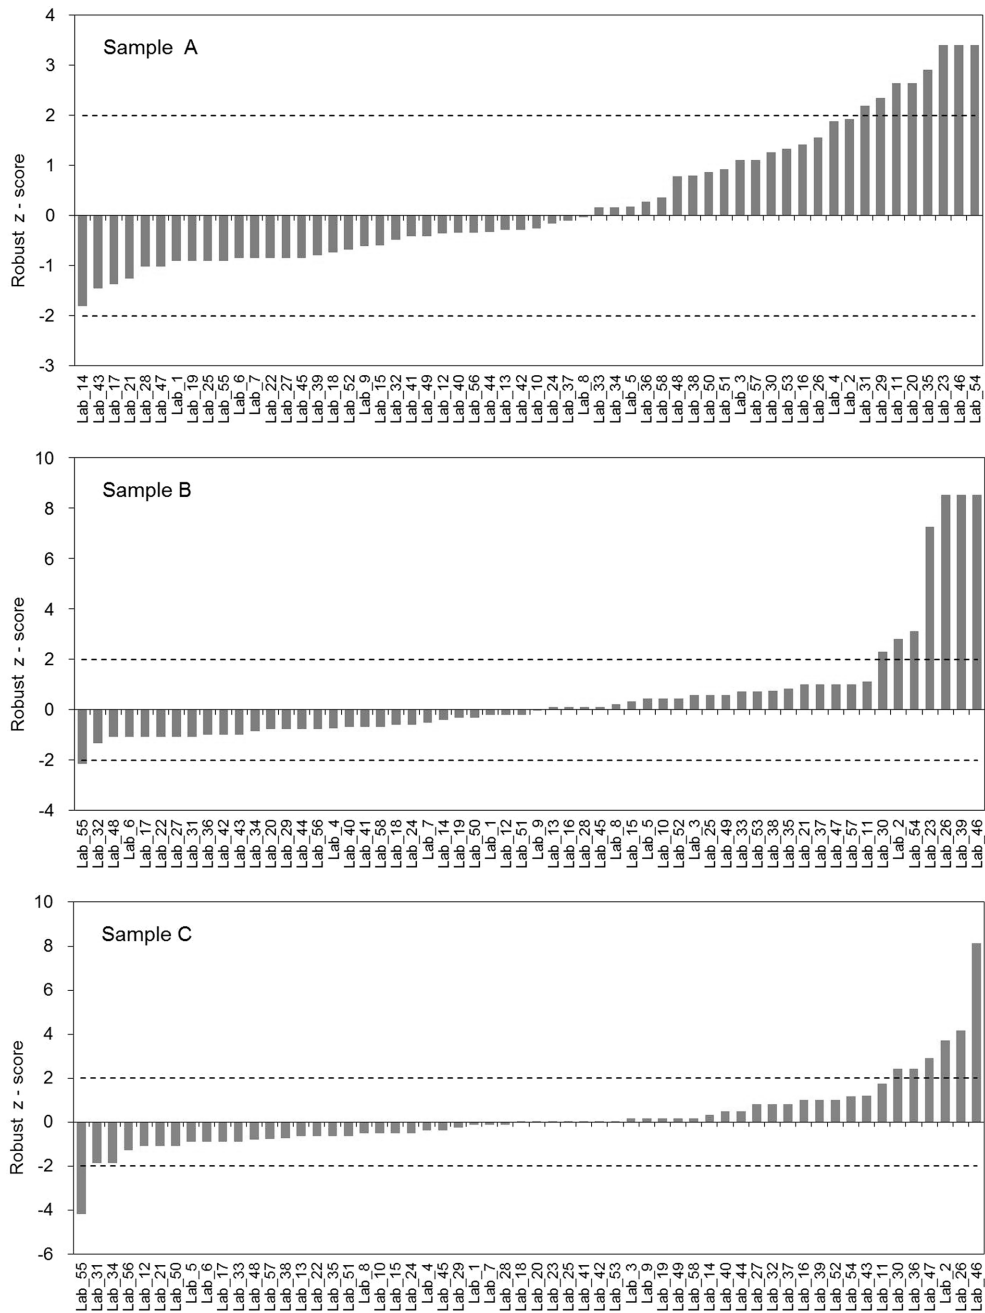 Sample A
4
3
2
1
0
-1
-2
-3
Robust z - score
Lab_14
Lab_43
Lab_17
Lab_21
Lab_28
Lab_47
Lab_1
Lab_19
Lab_25
Lab_55
Lab_6
Lab_7
Lab_22
Lab_27
Lab_45
Lab_39
Lab_18
Lab_52
Lab_9
Lab_15
Lab_32
Lab_41
Lab_49
Lab_12
Lab_40
Lab_56
Lab_44
Lab_13
Lab_42
Lab_10
Lab_24
Lab_37
Lab_8
Lab_33
Lab_34
Lab_5
Lab_36
Lab_58
Lab_48
Lab_38
Lab_50
Lab_51
Lab_3
Lab_57
Lab_30
Lab_53
Lab_16
Lab_26
Lab_4
Lab_2
Lab_31
Lab_29
Lab_11
Lab_20
Lab_35
Lab_23
Lab_46
Lab_54
Sample B
10
8
6
4
2
0
-2
-4
Robust z - score
Lab_55
Lab_32
Lab_48
Lab_6
Lab_17
Lab_22
Lab_27
Lab_31
Lab_36
Lab_42
Lab_43
Lab_34
Lab_20
Lab_29
Lab_44
Lab_56
Lab_4
Lab_40
Lab_41
Lab_58
Lab_18
Lab_24
Lab_7
Lab_14
Lab_19
Lab_50
Lab_1
Lab_12
Lab_51
Lab_9
Lab_13
Lab_16
Lab_28
Lab_45
Lab_8
Lab_15
Lab_5
Lab_10
Lab_52
Lab_3
Lab_25
Lab_49
Lab_33
Lab_53
Lab_38
Lab_35
Lab_21
Lab_37
Lab_47
Lab_57
Lab_11
Lab_30
Lab_2
Lab_54
Lab_23
Lab_26
Lab_39
Lab_46
Sample C
10
8
6
4
2
0
-2
-4
-6
Robust z - score
Lab_55
Lab_31
Lab_34
Lab_56
Lab_12
Lab_21
Lab_50
Lab_5
Lab_6
Lab_17
Lab_33
Lab_48
Lab_57
Lab_38
Lab_13
Lab_22
Lab_35
Lab_51
Lab_8
Lab_10
Lab_15
Lab_24
Lab_4
Lab_45
Lab_29
Lab_1
Lab_7
Lab_28
Lab_18
Lab_20
Lab_23
Lab_25
Lab_41
Lab_42
Lab_53
Lab_3
Lab_9
Lab_19
Lab_49
Lab_58
Lab_14
Lab_40
Lab_44
Lab_27
Lab_32
Lab_37
Lab_39
Lab_52
Lab_54
Lab_43
Lab_11
Lab_30
Lab_36
Lab_47
Lab_2
Lab_26
Lab_46